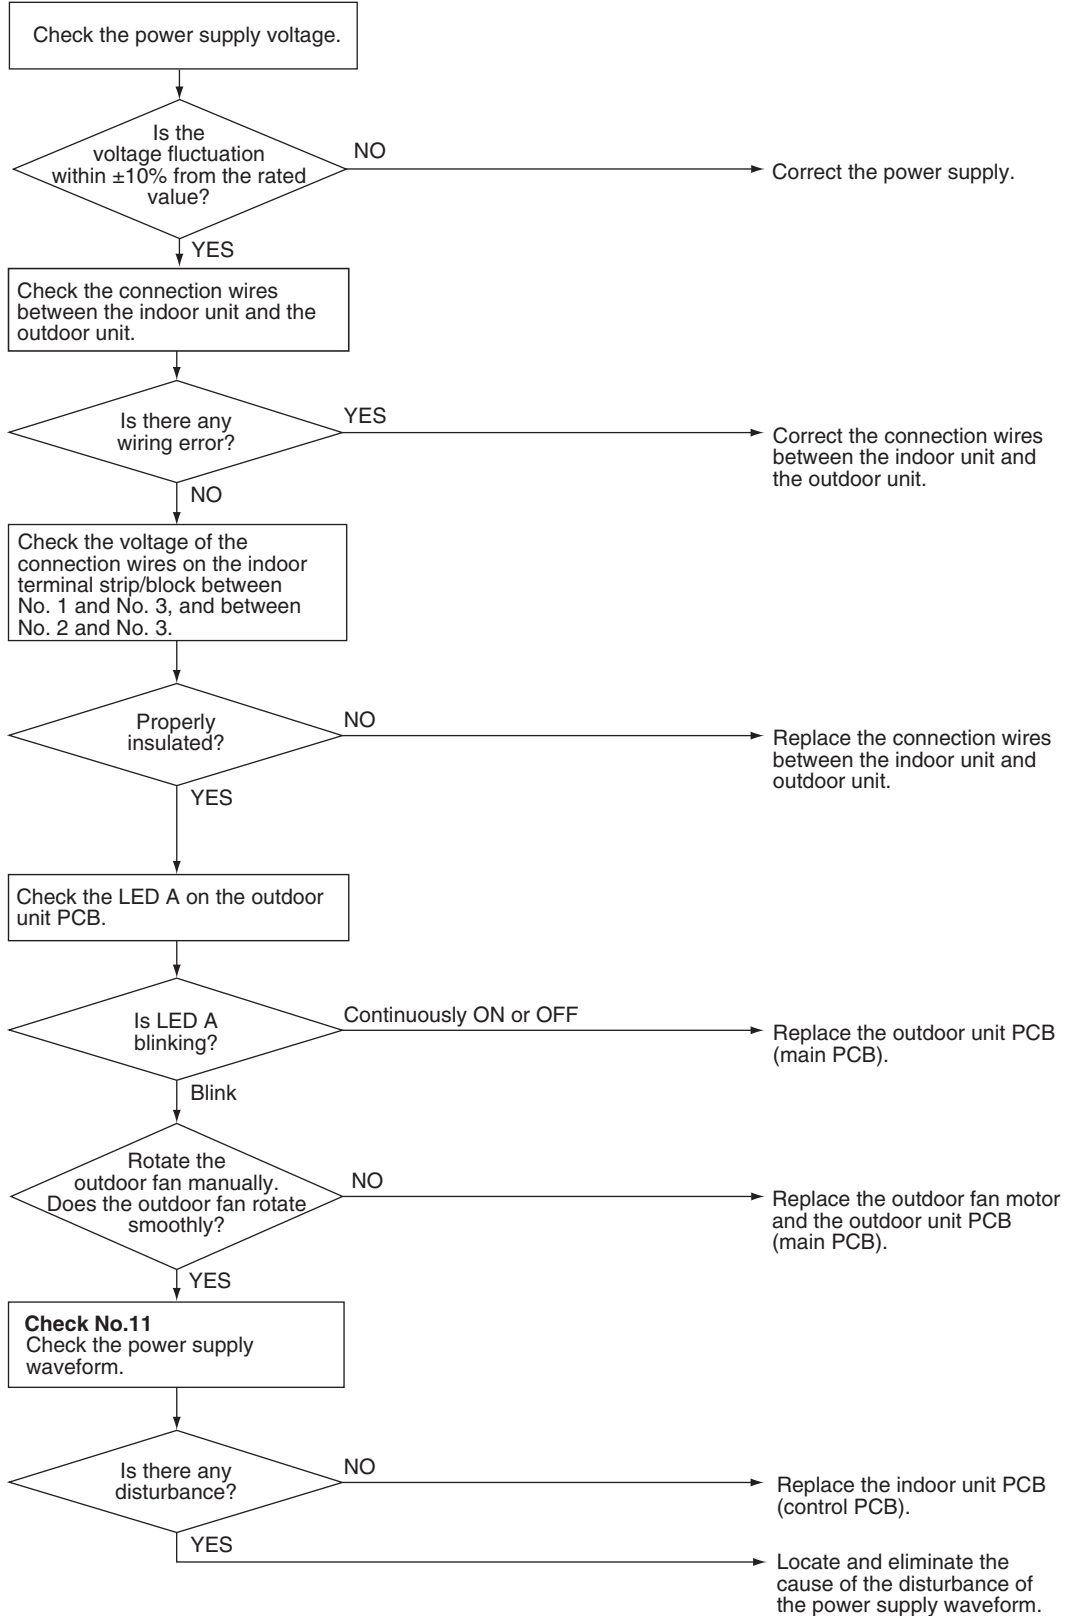 Check the power supply voltage.
Is the
voltage fluctuation
within ±10% from the rated
value?
NO
Correct the power supply.
YES
Check the connection wires
between the indoor unit and the
outdoor unit.
Is there any
wiring error?
YES
Correct the connection wires
between the indoor unit and
the outdoor unit.
NO
Check the voltage of the
connection wires on the indoor
terminal strip/block between
No. 1 and No. 3, and between
No. 2 and No. 3.
Properly
insulated?
NO
Replace the connection wires
between the indoor unit and
outdoor unit.
YES
Check the LED A on the outdoor
unit PCB.
Is LED A
blinking?
Continuously ON or OFF
Replace the outdoor unit PCB
(main PCB).
Blink
Rotate the
outdoor fan manually.
Does the outdoor fan rotate
smoothly?
NO
Replace the outdoor fan motor
and the outdoor unit PCB
(main PCB).
YES
Check No.11
Check the power supply
waveform.
Is there any
disturbance?
NO
Replace the indoor unit PCB
(control PCB).
YES
Locate and eliminate the
cause of the disturbance of
the power supply waveform.